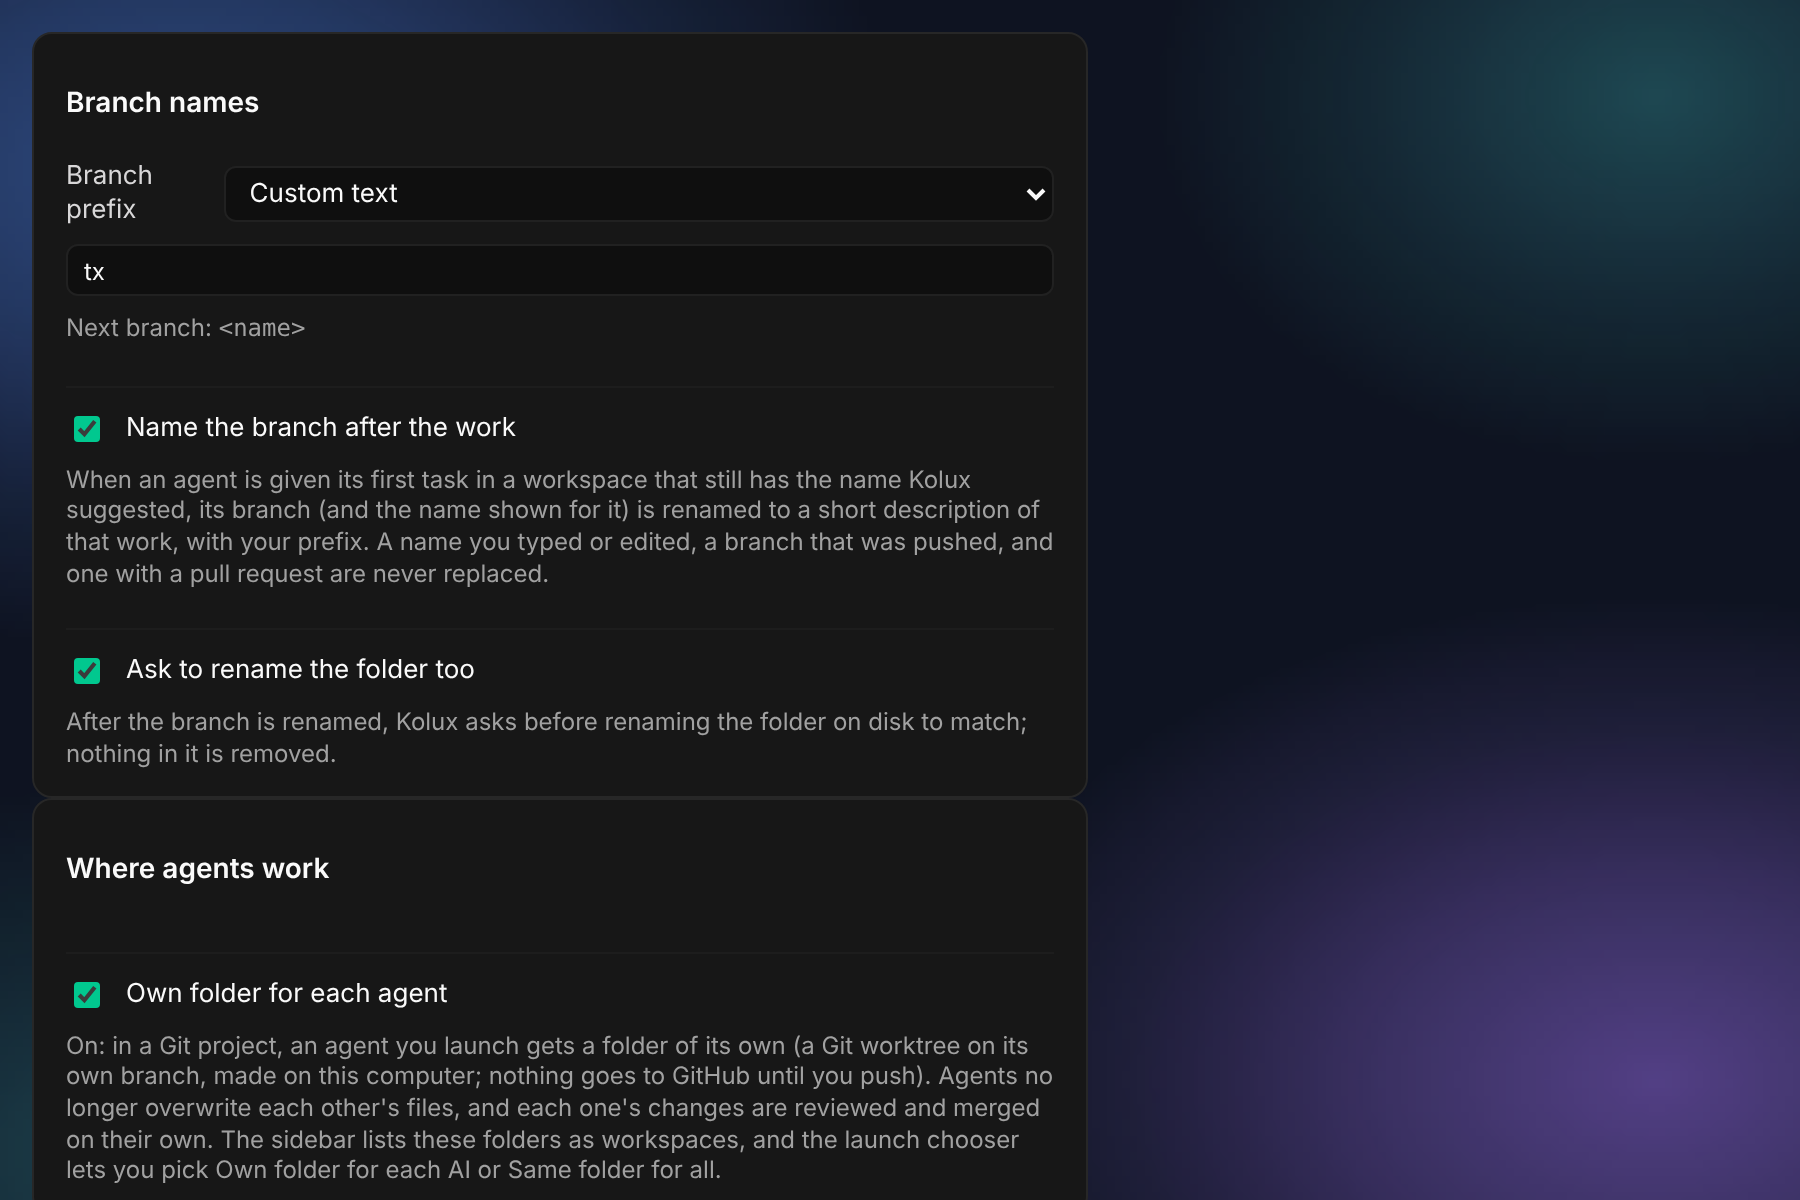 Branch names
Branch
prefix
Custom text
tx
Next branch: <name>
Name the branch after the work
When an agent is given its first task in a workspace that still has the name Kolux
suggested, its branch (and the name shown for it) is renamed to a short description of
that work, with your prefix. A name you typed or edited, a branch that was pushed, and
one with a pull request are never replaced.
Ask to rename the folder too
After the branch is renamed, Kolux asks before renaming the folder on disk to match;
nothing in it is removed.
Where agents work
Own folder for each agent
On: in a Git project, an agent you launch gets a folder of its own (a Git worktree on its
own branch, made on this computer; nothing goes to GitHub until you push). Agents no
longer overwrite each other's files, and each one's changes are reviewed and merged
on their own. The sidebar lists these folders as workspaces, and the launch chooser
lets you pick Own folder for each AI or Same folder for all.